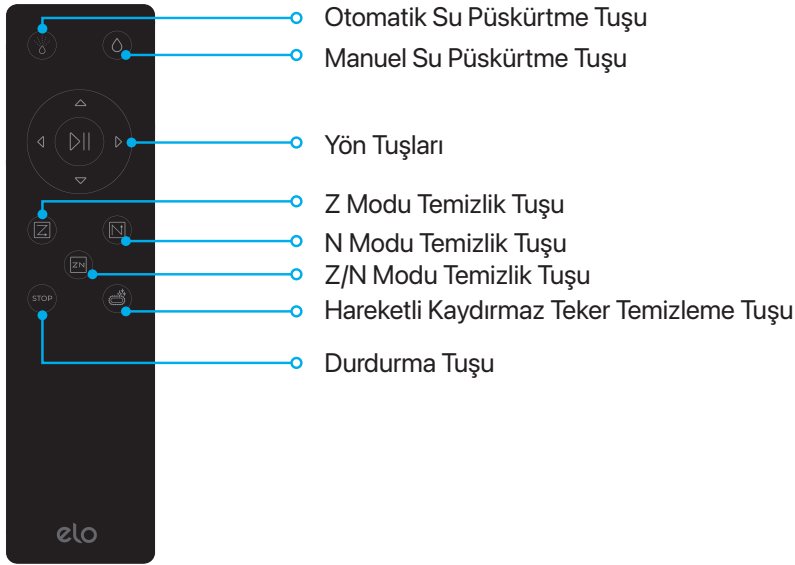 Otomatik Su Püskürtme Tuşu
Manuel Su Püskürtme Tuşu
Yön Tuşları
Z Modu Temizlik Tuşu
Z
N
N Modu Temizlik Tuşu
ZN
Z/N Modu Temizlik Tuşu
STOP
Hareketli Kaydırmaz Teker Temizleme Tuşu
Durdurma Tuşu
elo